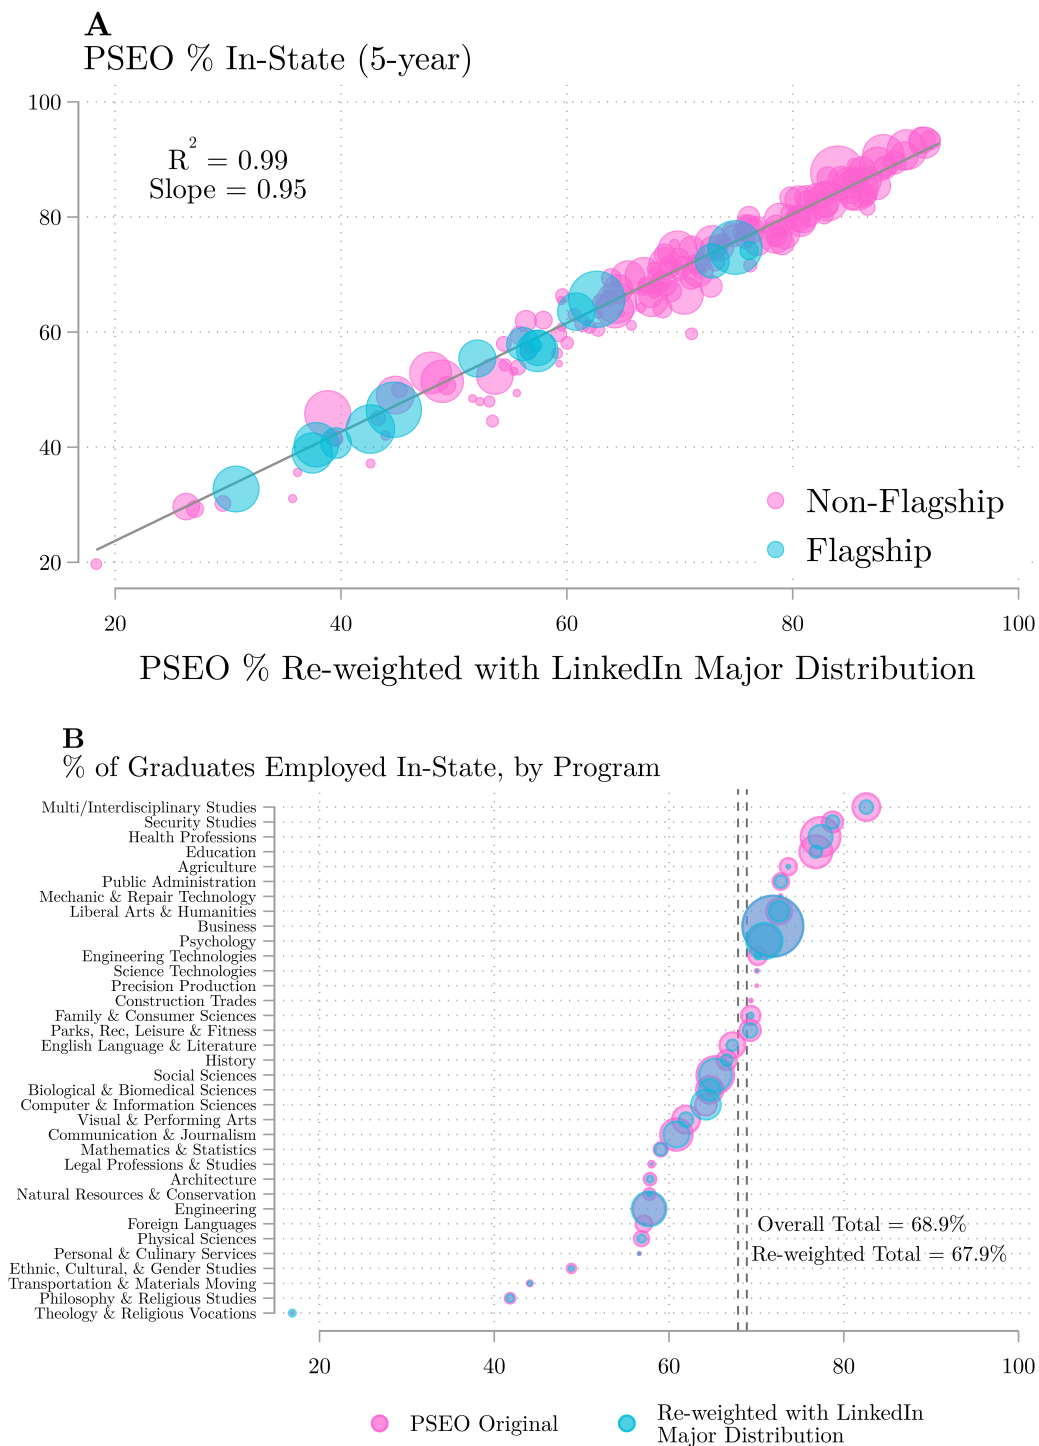 A
PSEO % In-State (5-year)
100
80
60
40
20
R² = 0.99
Slope = 0.95
Non-Flagship
Flagship
20 40 60 80 100
PSEO % Re-weighted with LinkedIn Major Distribution
B
% of Graduates Employed In-State, by Program
Multi/Interdisciplinary Studies
Security Studies
Health Professions
Education
Agriculture
Public Administration
Mechanic & Repair Technology
Liberal Arts & Humanities
Business
Psychology
Engineering Technologies
Science Technologies
Precision Production
Construction Trades
Family & Consumer Sciences
Parks, Rec, Leisure & Fitness
English Language & Literature
History
Social Sciences
Biological & Biomedical Sciences
Computer & Information Sciences
Visual & Performing Arts
Communication & Journalism
Mathematics & Statistics
Legal Professions & Studies
Architecture
Natural Resources & Conservation
Engineering
Foreign Languages
Physical Sciences
Personal & Culinary Services
Ethnic, Cultural, & Gender Studies
Transportation & Materials Moving
Philosophy & Religious Studies
Theology & Religious Vocations
Overall Total = 68.9%
Re-weighted Total = 67.9%
20 40 60 80 100
PSEO Original
Re-weighted with LinkedIn
Major Distribution